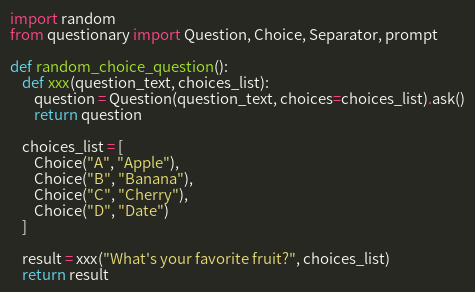 import random
from questionary import Question, Choice, Separator, prompt
def random_choice_question():
def xxx(question_text, choices_list):
question = Question(question_text, choices=choices_list).ask()
return question
choices_list = [
Choice("A", "Apple"),
Choice("B", "Banana"),
Choice("C", "Cherry"),
Choice("D", "Date")
]
result = xxx("What's your favorite fruit?", choices_list)
return result